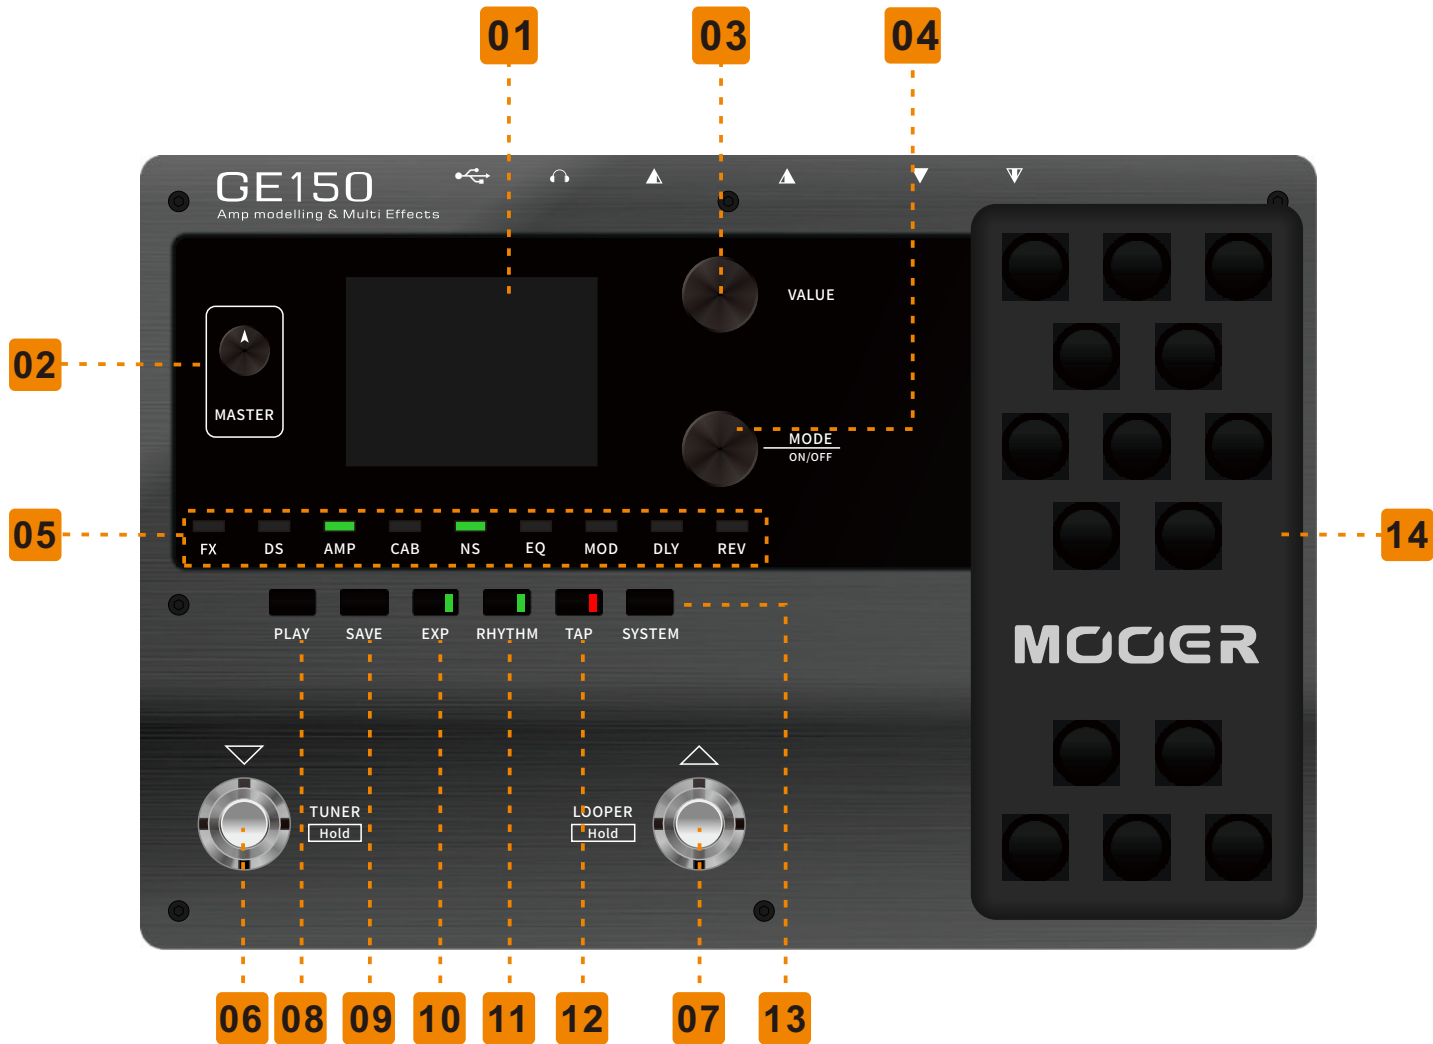 01
03
04
GE150
Amp modelling & Multi Effects
VALUE
02
MASTER
MODE
ON/OFF
05
FX DS AMP CAB NS EQ MOD DLY REV
14
PLAY SAVE EXP RHYTHM TAP SYSTEM
MOOER
TUNER
Hold
LOOPER
Hold
06 08 09 10 11 12 07 13